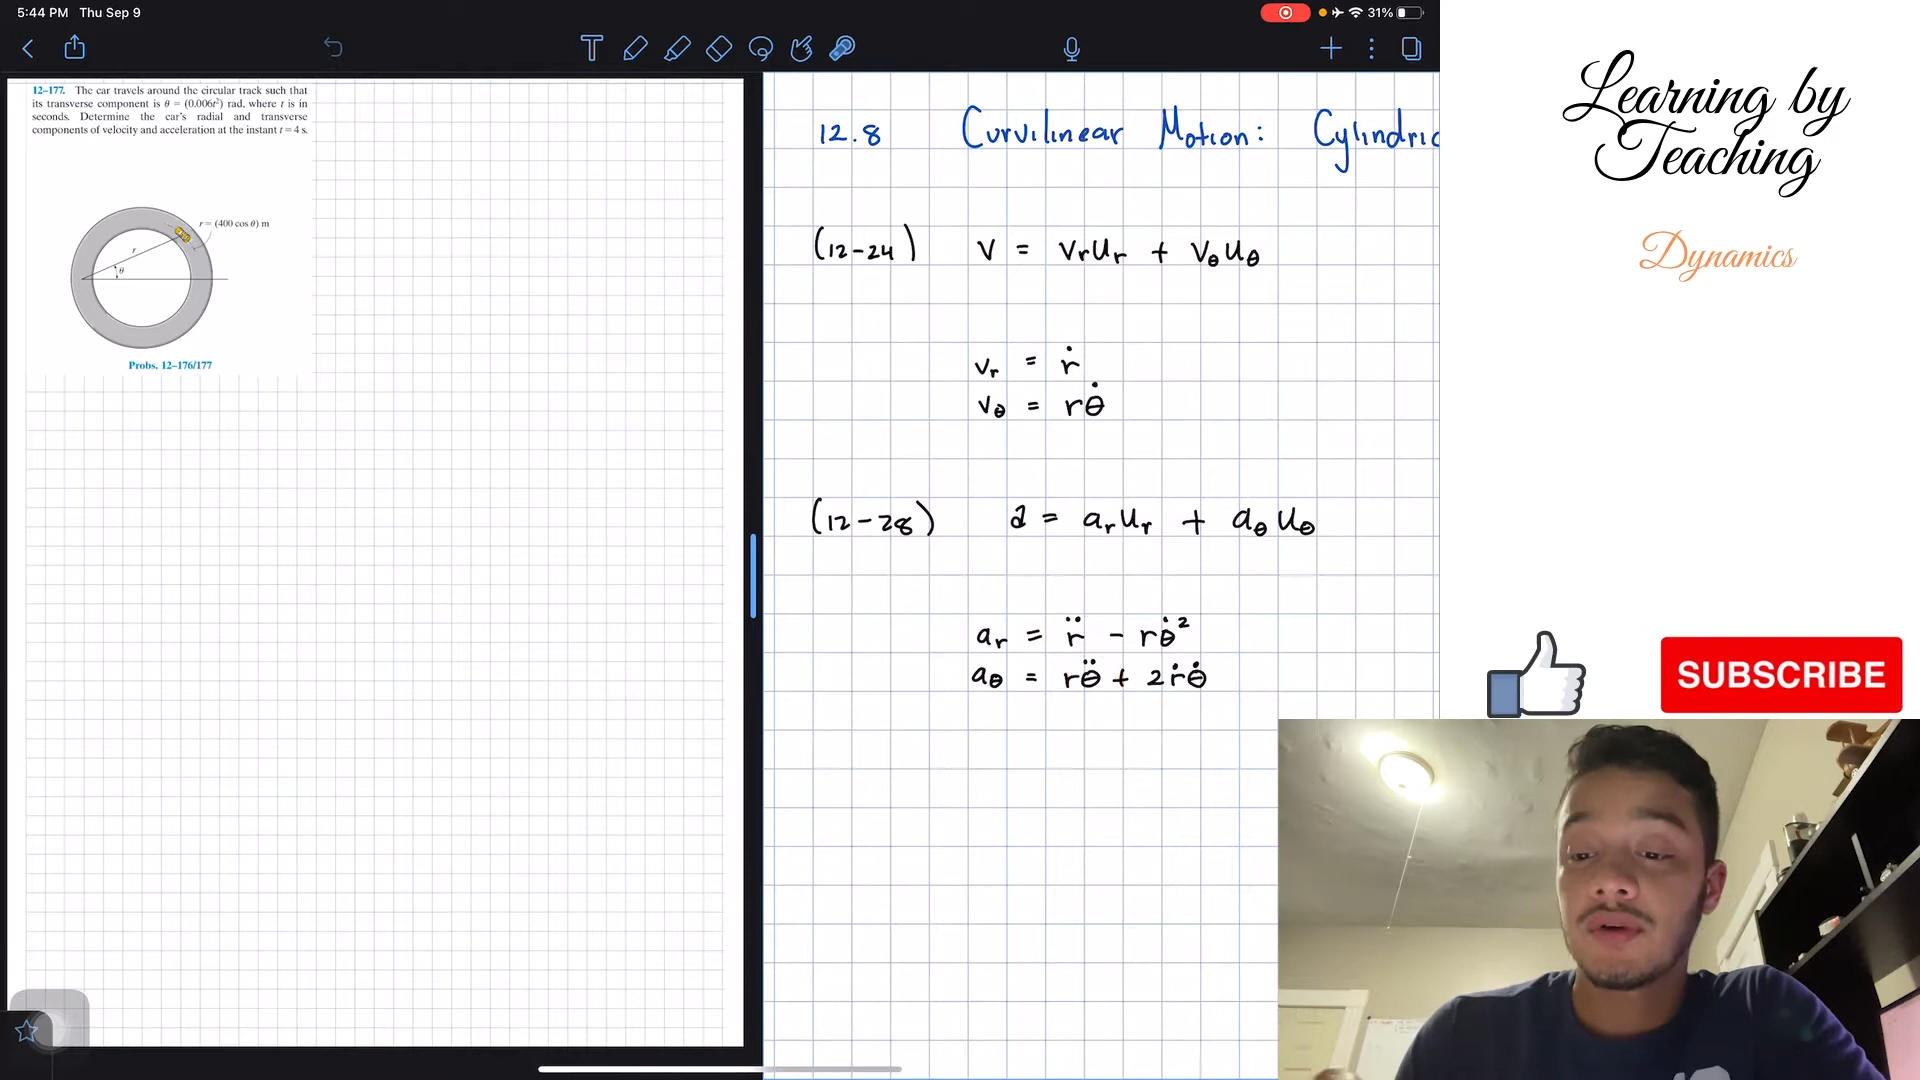 5:44 PM Thu Sep 9
31%
12–177. The car travels around the circular track such that
its transverse component is θ = (0.006t²) rad, where t is in
seconds. Determine the car's radial and transverse
components of velocity and acceleration at the instant t = 4 s.
r = (400 cos θ) m
r
θ
Probs. 12–176/177
12.8 Curvilinear Motion: Cylindric
(12-24) V = VrUr + VθUθ
Vr = ṙ
Vθ = rθ̇
(12-28) a = arUr + aθUθ
ar = r̈ - rθ̇²
aθ = rθ̈ + 2ṙθ̇
Learning by
Teaching
Dynamics
SUBSCRIBE